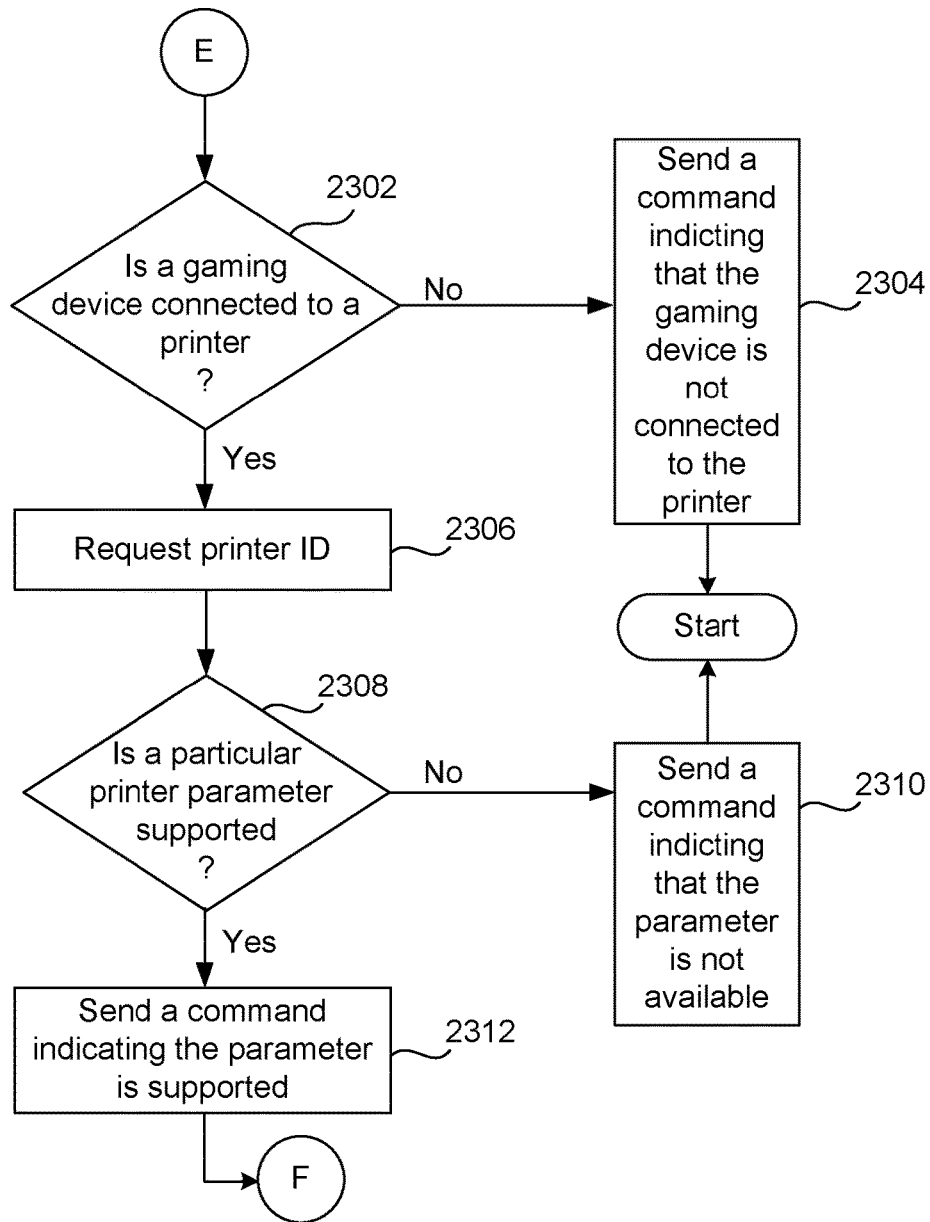 E
2302
Is a gaming
device connected to a
printer
?
No
Send a
command
indicting
that the
gaming
device is
not
connected
to the
printer
2304
Yes
Request printer ID
2306
Start
2308
Is a particular
printer parameter
supported
?
No
Send a
command
indicting
that the
parameter
is not
available
2310
Yes
Send a command
indicating the parameter
is supported
2312
F